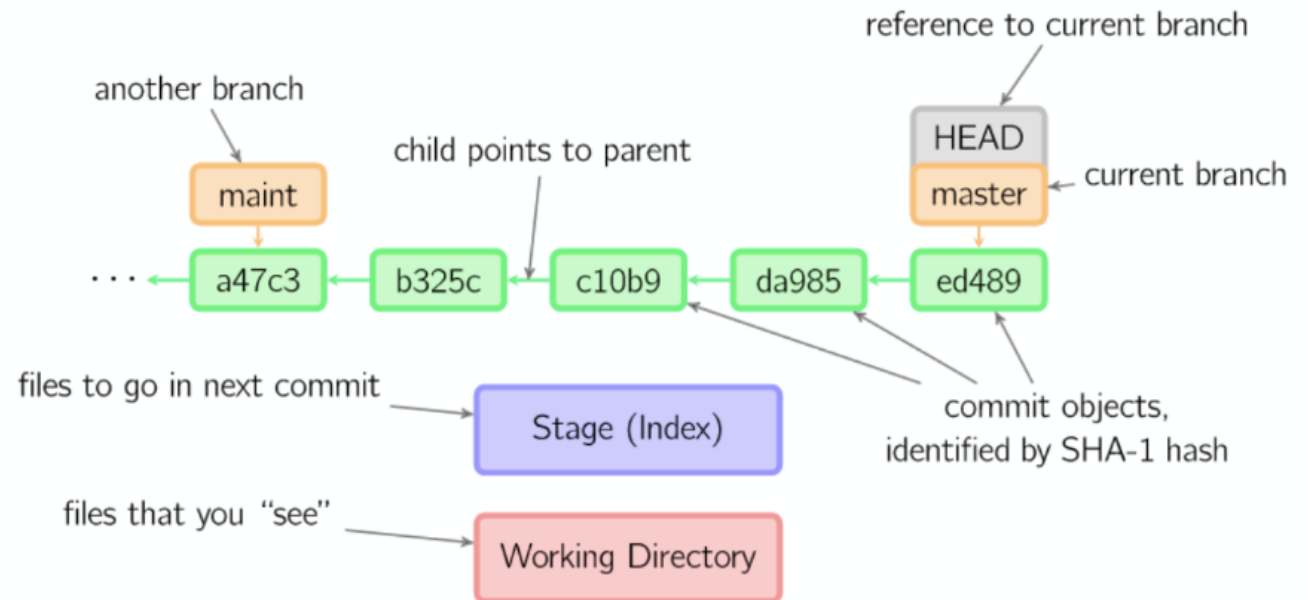 reference to current branch
another branch
HEAD
child points to parent
maint
master
current branch
...
a47c3
b325c
c10b9
da985
ed489
files to go in next commit
Stage (Index)
commit objects,
identified by SHA-1 hash
files that you “see”
Working Directory